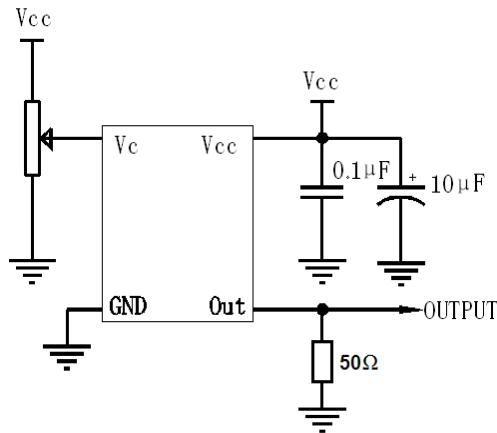 Vcc
Vcc
Vc
Vcc
0.1μF
+
10μF
GND
Out
OUTPUT
50Ω